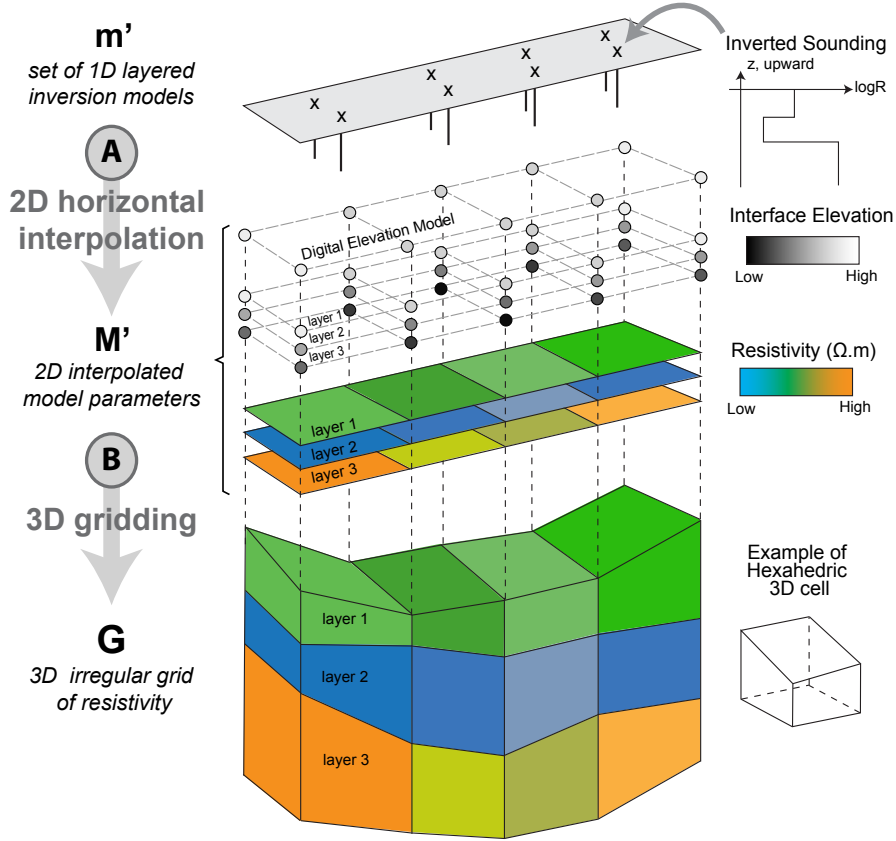 m’
set of 1D layered
inversion models
A
2D horizontal
interpolation
M’
2D interpolated
model parameters
B
3D gridding
G
3D irregular grid
of resistivity
x
x
x
x
x
x
x
x
Inverted Sounding
z, upward
logR
Digital Elevation Model
layer 1
layer 2
layer 3
Interface Elevation
Low
High
layer 1
layer 2
layer 3
Resistivity (Ω.m)
Low
High
layer 1
layer 2
layer 3
Example of
Hexahedric
3D cell